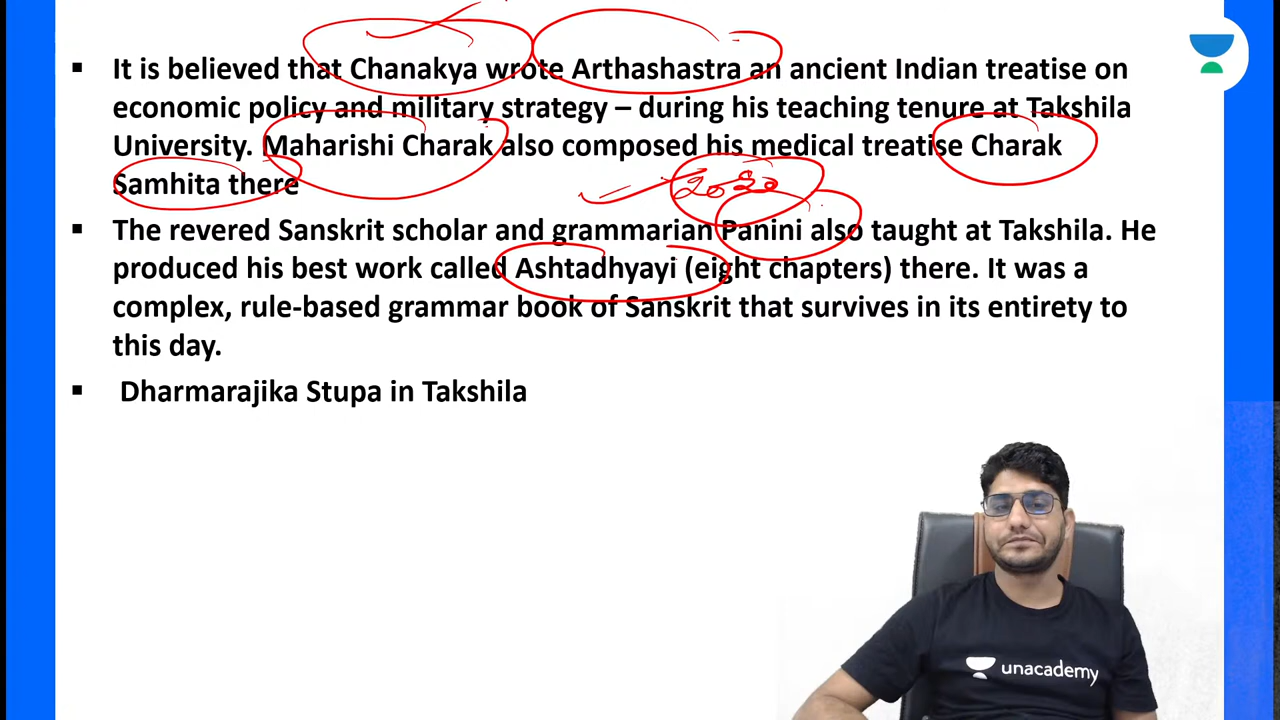 ▪ It is believed that Chanakya wrote Arthashastra an ancient Indian treatise on
economic policy and military strategy – during his teaching tenure at Takshila
University. Maharishi Charak also composed his medical treatise Charak
Samhita there
2020
▪ The revered Sanskrit scholar and grammarian Panini also taught at Takshila. He
produced his best work called Ashtadhyayi (eight chapters) there. It was a
complex, rule-based grammar book of Sanskrit that survives in its entirety to
this day.
▪ Dharmarajika Stupa in Takshila
unacademy